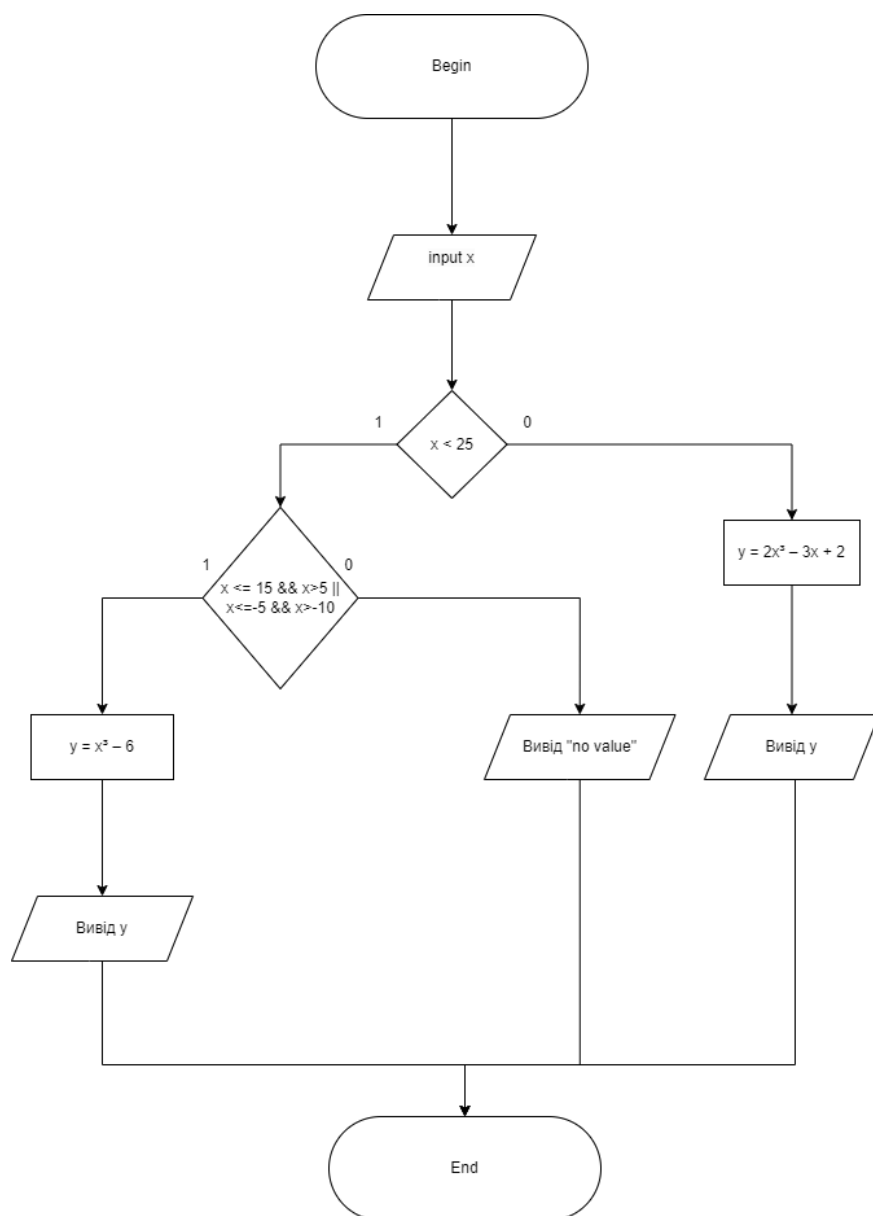 Begin
input x
1
0
x < 25
1
0
x <= 15 && x>5 ||
x<=-5 && x>-10
y = 2x³ – 3x + 2
y = x³ – 6
Вивід "no value"
Вивід y
Вивід y
End